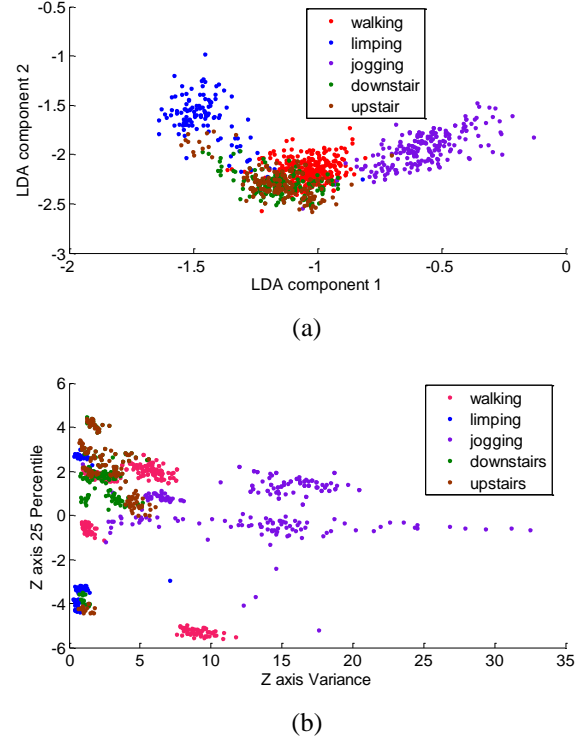 -0.5
-1
-1.5
-2
-2.5
-3
LDA component 2
walking
limping
jogging
downstair
upstair
-2
-1.5
-1
-0.5
0
LDA component 1
(a)
6
4
2
0
-2
-4
-6
Z axis 25 Percentile
walking
limping
jogging
downstairs
upstairs
0
5
10
15
20
25
30
35
Z axis Variance
(b)